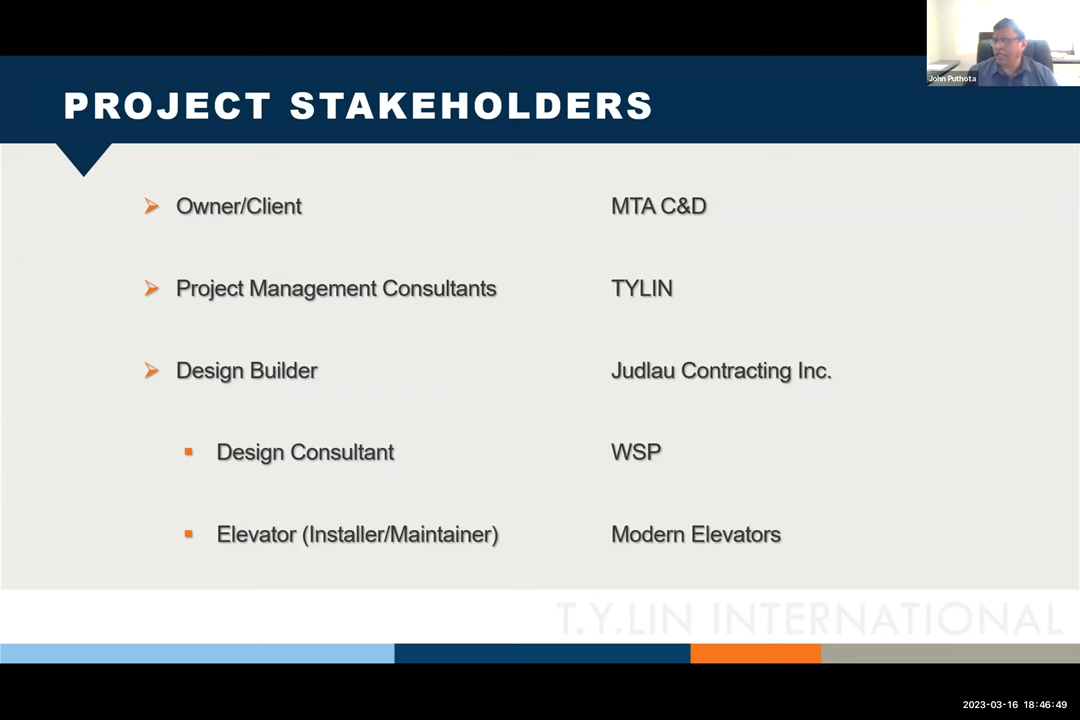 John Puthota
PROJECT STAKEHOLDERS
Owner/Client MTA C&D
Project Management Consultants TYLIN
Design Builder Judlau Contracting Inc.
Design Consultant WSP
Elevator (Installer/Maintainer) Modern Elevators
T.Y.LIN INTERNATIONAL
2023-03-16 18:46:49